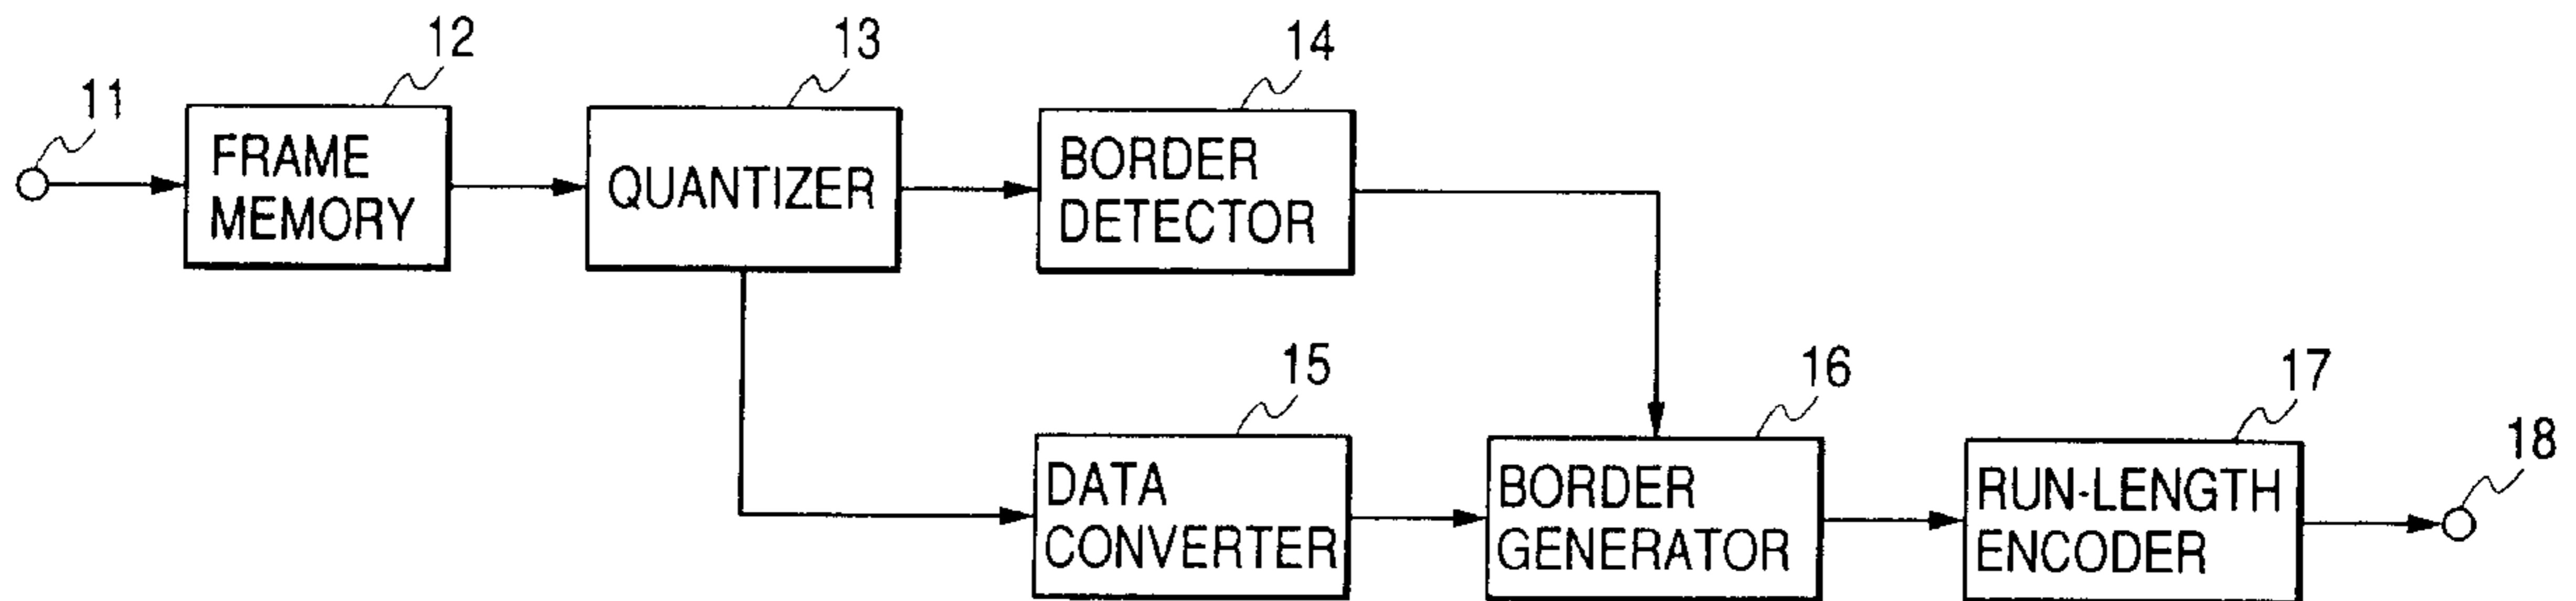 11
12
FRAME
MEMORY
13
QUANTIZER
14
BORDER
DETECTOR
15
DATA
CONVERTER
16
BORDER
GENERATOR
17
RUN-LENGTH
ENCODER
18